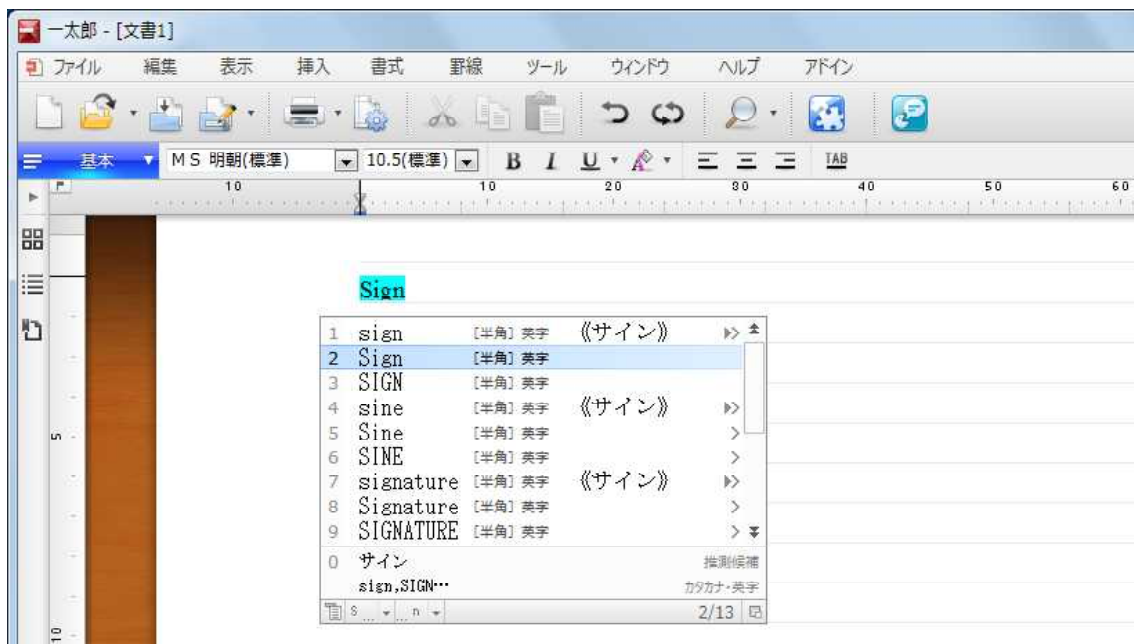 一太郎 - [文書1]
ファイル 編集 表示 挿入 書式 罫線 ツール ウィンドウ ヘルプ アドイン
基本 ＭＳ 明朝(標準) 10.5(標準) B I U TAB
10 10 20 30 40 50 60
Sign
1 sign [半角] 英字 《サイン》
2 Sign [半角] 英字
3 SIGN [半角] 英字
4 sine [半角] 英字 《サイン》
5 Sine [半角] 英字
6 SINE [半角] 英字
7 signature [半角] 英字 《サイン》
8 Signature [半角] 英字
9 SIGNATURE [半角] 英字
0 サイン 推測候補
sign,SIGN… カタカナ・英字
S... ...n 2/13
5
10